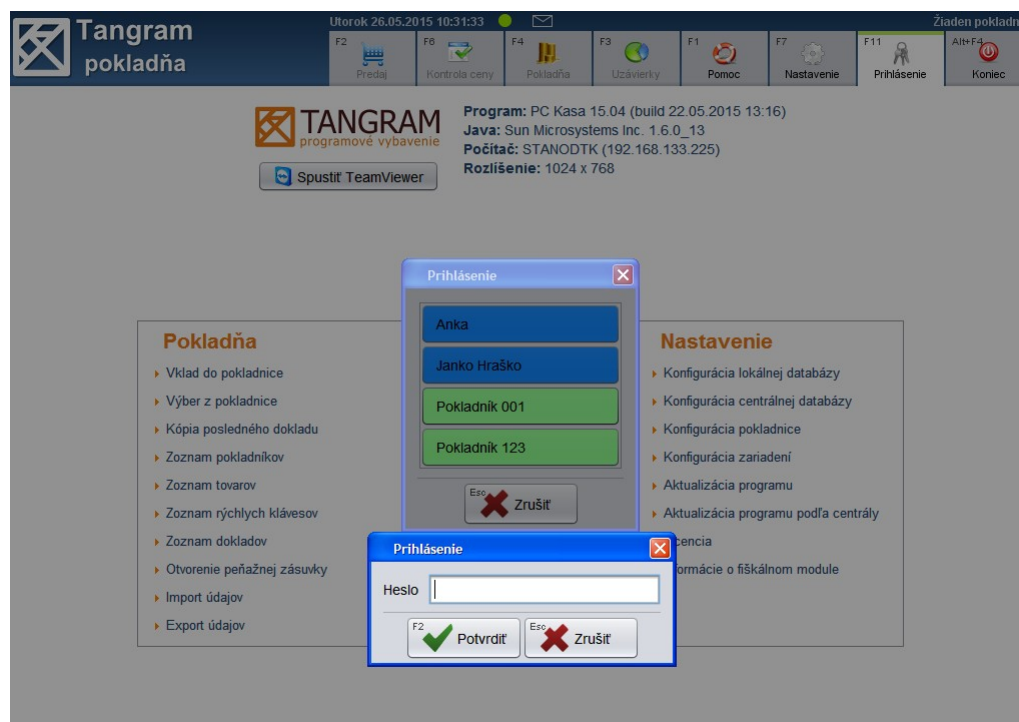 Tangram
pokladňa
Utorok 26.05.2015 10:31:33
Žiaden pokladn
F2 Predaj
F6 Kontrola ceny
F4 Pokladňa
F3 Uzávierky
F1 Pomoc
F7 Nastavenie
F11 Prihlásenie
Alt+F4 Koniec
TANGRAM
programové vybavenie
Spustiť TeamViewer
Program: PC Kasa 15.04 (build 22.05.2015 13:16)
Java: Sun Microsystems Inc. 1.6.0_13
Počítač: STANODTK (192.168.133.225)
Rozlíšenie: 1024 x 768
Pokladňa
Vklad do pokladnice
Výber z pokladnice
Kópia posledného dokladu
Zoznam pokladníkov
Zoznam tovarov
Zoznam rýchlych klávesov
Zoznam dokladov
Otvorenie peňažnej zásuvky
Import údajov
Export údajov
Prihlásenie
Anka
Janko Hraško
Pokladník 001
Pokladník 123
Esc Zrušiť
Prihlásenie
Heslo
F2 Potvrdiť
Esc Zrušiť
Nastavenie
Konfigurácia lokálnej databázy
Konfigurácia centrálnej databázy
Konfigurácia pokladnice
Konfigurácia zariadení
Aktualizácia programu
Aktualizácia programu podľa centrály
cencia
ormácie o fiškálnom module